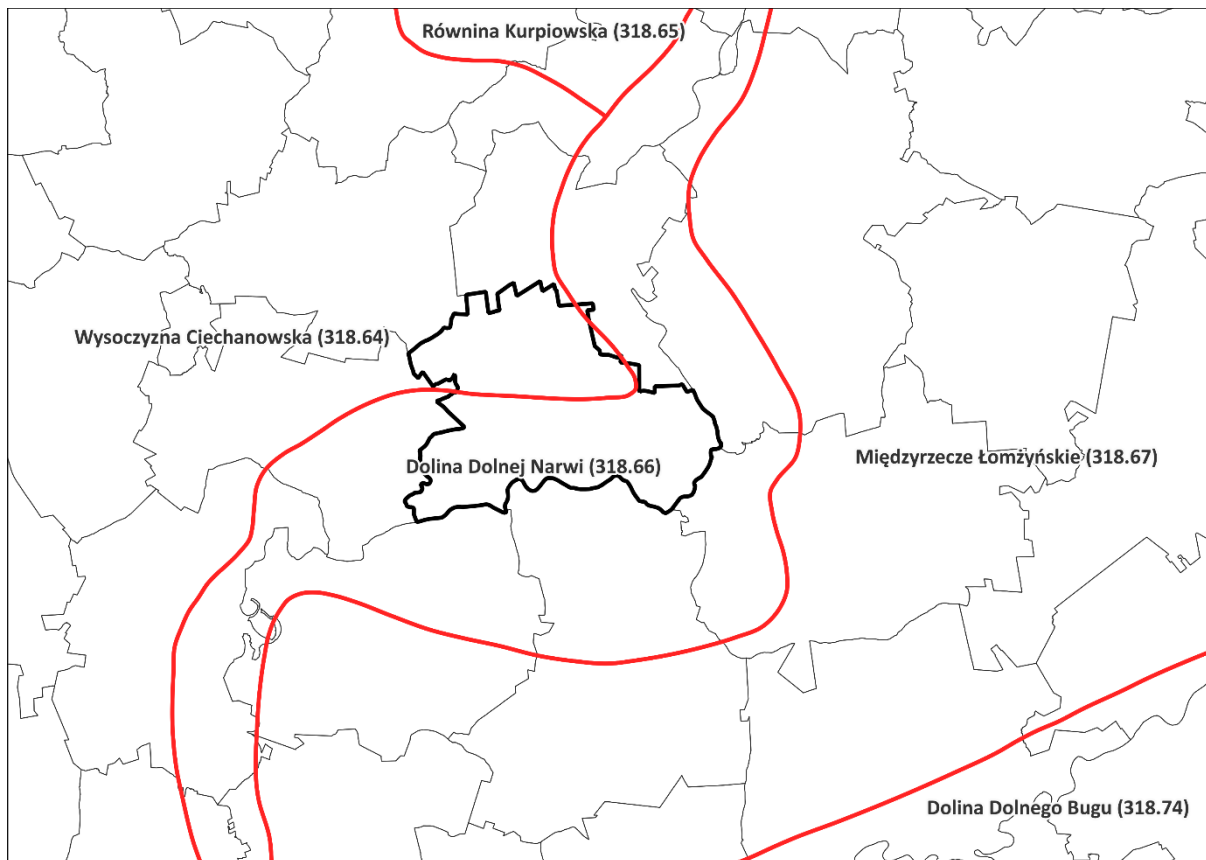 Równina Kurpiowska (318.65)
Wysoczyzna Ciechanowska (318.64)
Międzyrzecze Łomżyńskie (318.67)
Dolina Dolnej Narwi (318.66)
Dolina Dolnego Bugu (318.74)